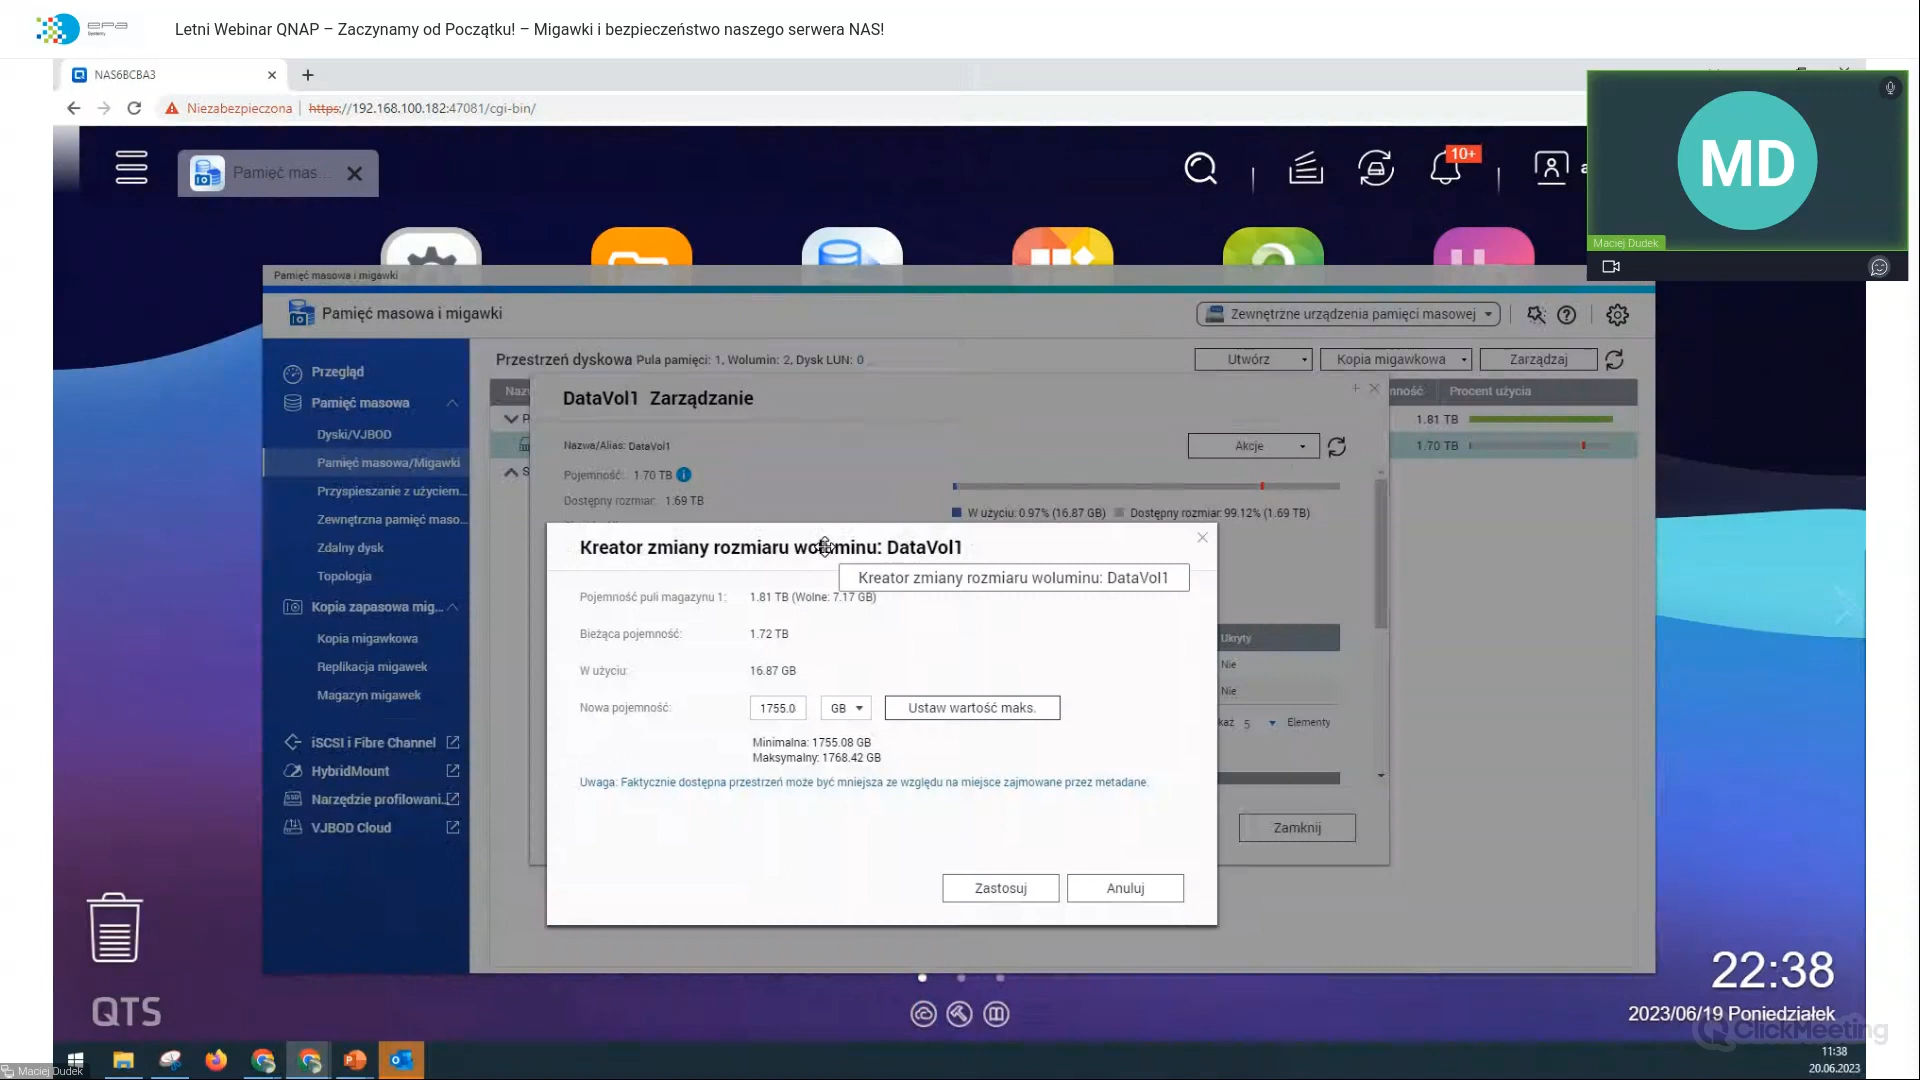 epa
Systemy
Letni Webinar QNAP – Zaczynamy od Początku! – Migawki i bezpieczeństwo naszego serwera NAS!
NAS6BCBA3
Niezabezpieczona
https://192.168.100.182:47081/cgi-bin/
Pamięć mas...
10+
a
MD
Maciej Dudek
Pamięć masowa i migawki
Pamięć masowa i migawki
Zewnętrzne urządzenia pamięci masowej
Przegląd
Pamięć masowa
Dyski/VJBOD
Pamięć masowa/Migawki
Przyspieszanie z użyciem...
Zewnętrzna pamięć maso...
Zdalny dysk
Topologia
Kopia zapasowa mig...
Kopia migawkowa
Replikacja migawek
Magazyn migawek
iSCSI i Fibre Channel
HybridMount
Narzędzie profilowani...
VJBOD Cloud
Przestrzeń dyskowa Pula pamięci: 1, Wolumin: 2, Dysk LUN: 0
Utwórz
Kopia migawkowa
Zarządzaj
Naz
mność
Procent użycia
P
1.81 TB
1.70 TB
S
DataVol1 Zarządzanie
Nazwa/Alias: DataVol1
Akcje
Pojemność: 1.70 TB
Dostępny rozmiar: 1.69 TB
W użyciu: 0.97% (16.87 GB)
Dostępny rozmiar: 99.12% (1.69 TB)
Ukryty
Nie
Nie
każ 5 Elementy
Zamknij
Kreator zmiany rozmiaru woluminu: DataVol1
Kreator zmiany rozmiaru woluminu: DataVol1
Pojemność puli magazynu 1: 1.81 TB (Wolne: 7.17 GB)
Bieżąca pojemność: 1.72 TB
W użyciu: 16.87 GB
Nowa pojemność: 1755.0 GB Ustaw wartość maks.
Minimalna: 1755.08 GB
Maksymalny: 1768.42 GB
Uwaga: Faktycznie dostępna przestrzeń może być mniejsza ze względu na miejsce zajmowane przez metadane.
Zastosuj
Anuluj
QTS
22:38
2023/06/19 Poniedziałek
ClickMeeting
11:38
20.06.2023
Maciej Dudek